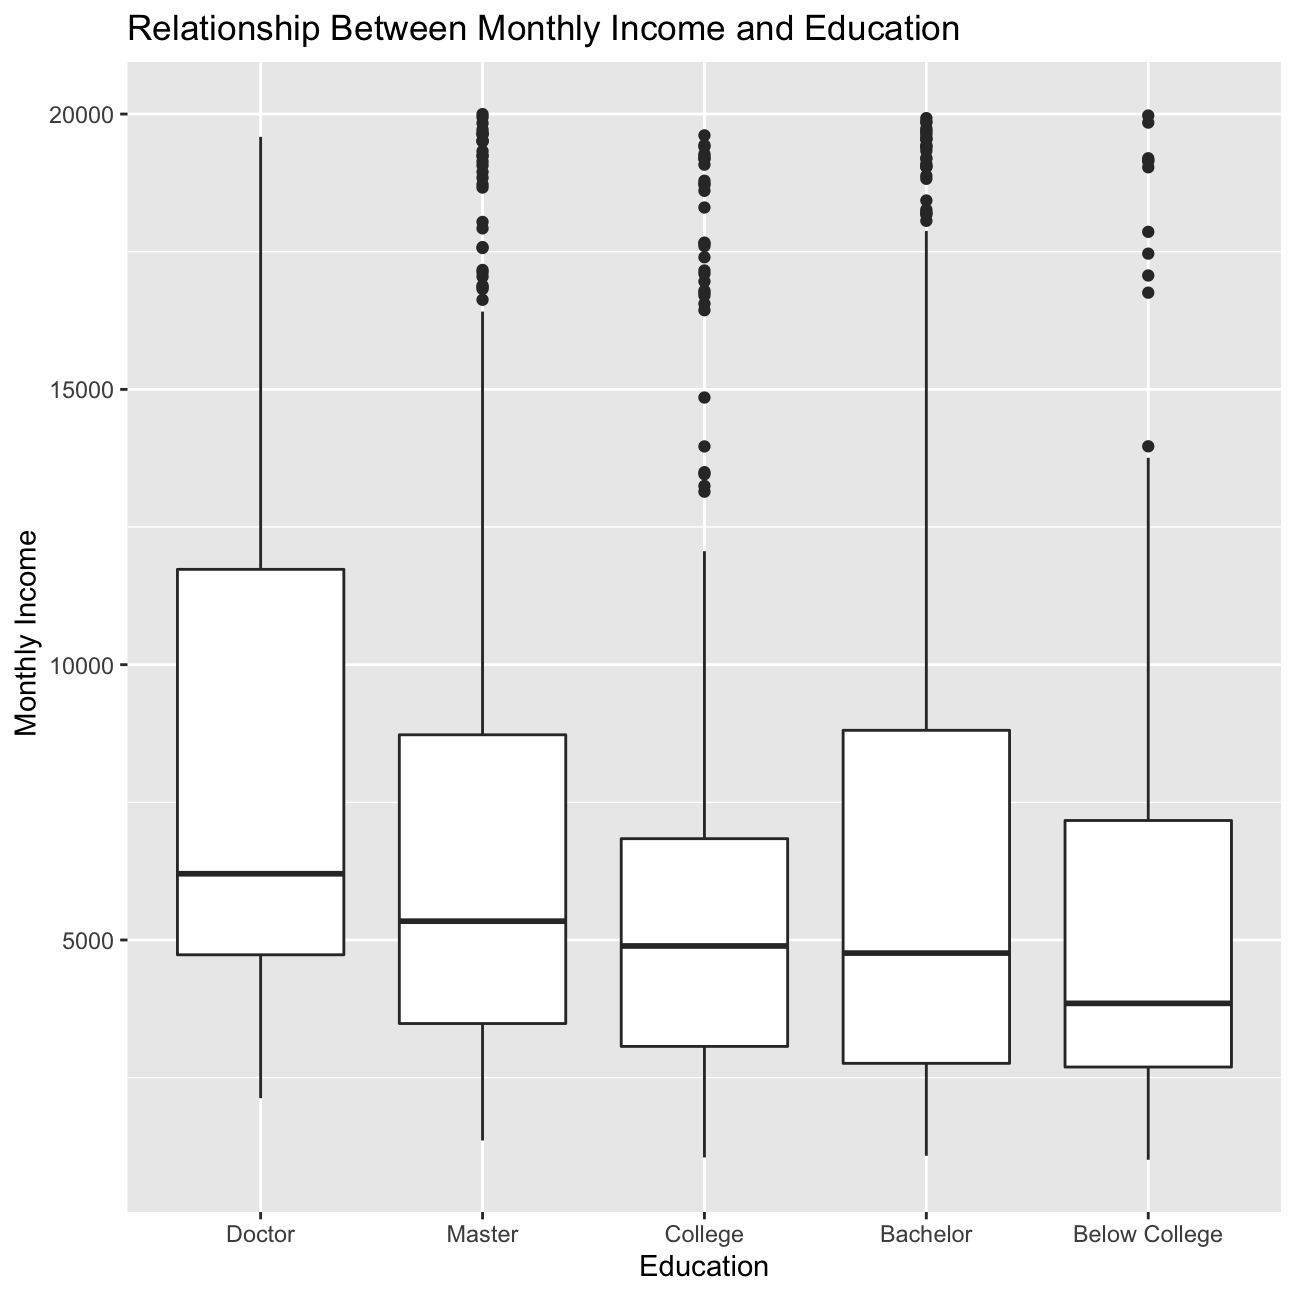 Relationship Between Monthly Income and Education
Monthly Income
20000
15000
10000
5000
Doctor
Master
College
Bachelor
Below College
Education